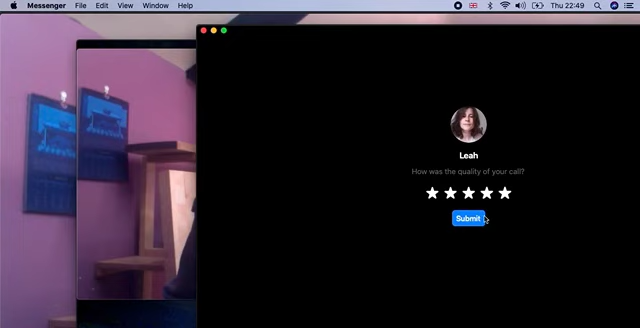 Messenger File Edit View Window Help Thu 22:49
Leah
How was the quality of your call?
Submit